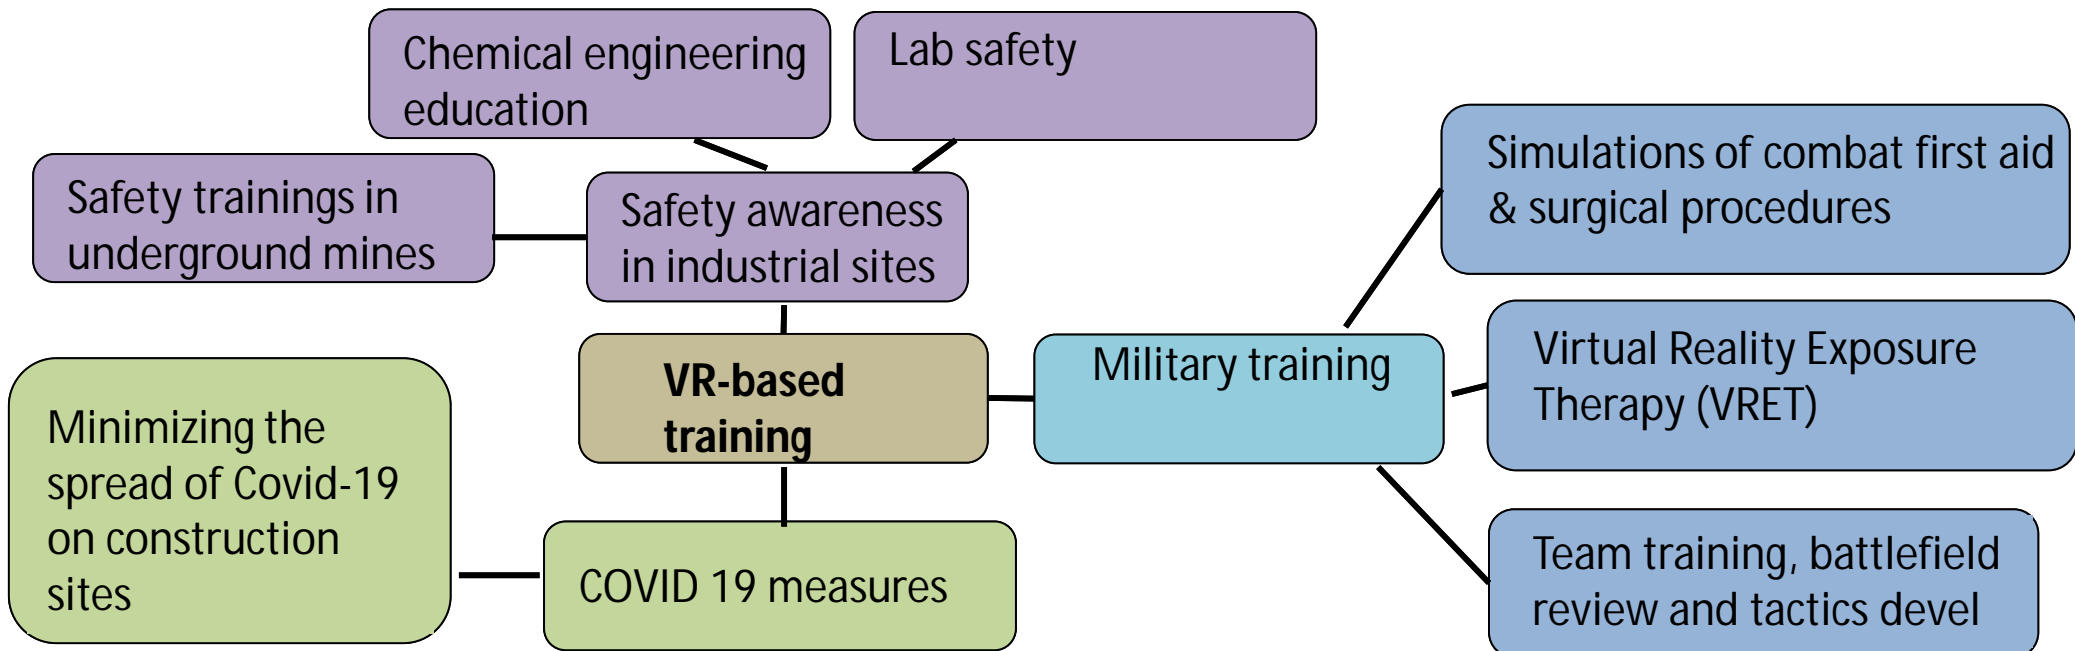 Chemical engineering
education
Lab safety
Safety trainings in
underground mines
Safety awareness
in industrial sites
Simulations of combat first aid
& surgical procedures
VR-based
training
Military training
Virtual Reality Exposure
Therapy (VRET)
Minimizing the
spread of Covid-19
on construction
sites
COVID 19 measures
Team training, battlefield
review and tactics devel